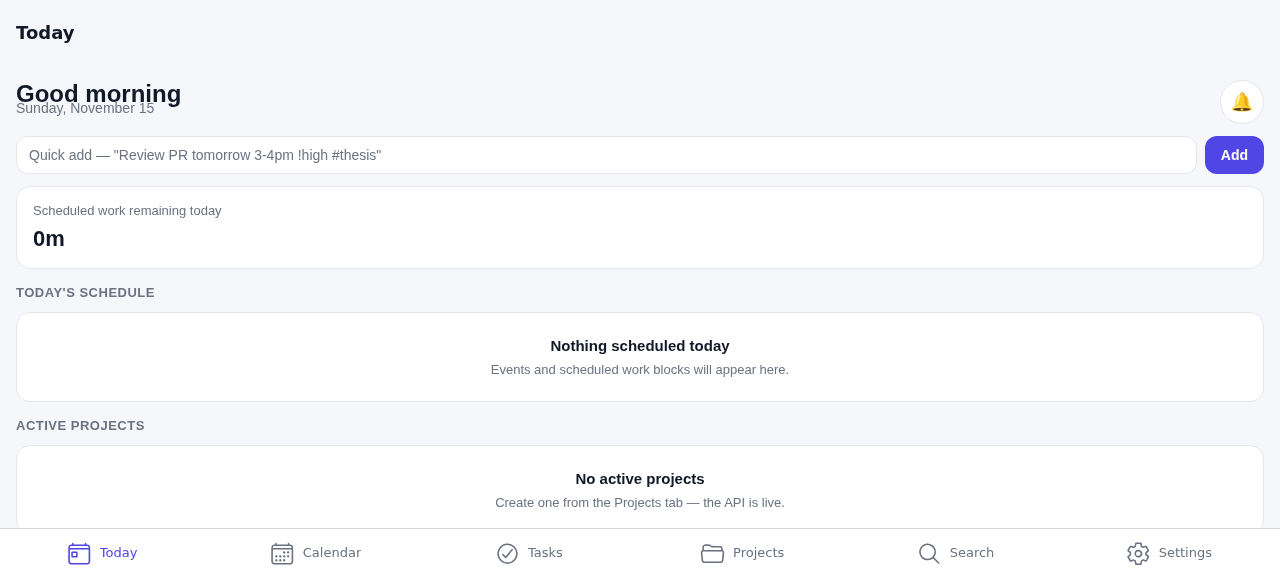 Today
Good morning
Sunday, November 15
Quick add — "Review PR tomorrow 3-4pm !high #thesis"
Add
Scheduled work remaining today
0m
TODAY'S SCHEDULE
Nothing scheduled today
Events and scheduled work blocks will appear here.
ACTIVE PROJECTS
No active projects
Create one from the Projects tab — the API is live.
Today
Calendar
Tasks
Projects
Search
Settings